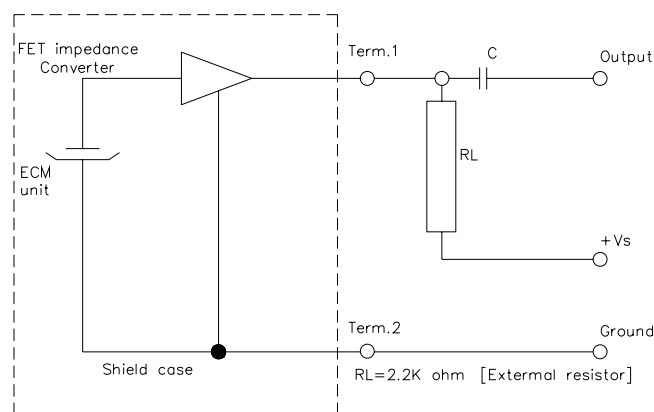 FET impedance
Converter
Term.1
C
Output
RL
ECM
unit
+Vs
Term.2
Ground
Shield case
RL=2.2K ohm [Extermal resistor]